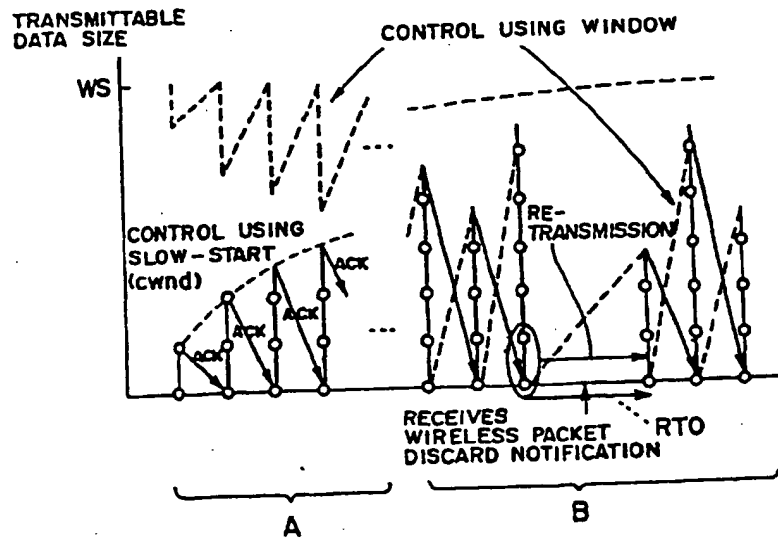 TRANSMITTABLE
DATA SIZE
CONTROL USING WINDOW
WS
CONTROL USING
SLOW-START
(cwnd)
ACK
ACK
ACK
ACK
RE-
TRANSMISSION
RECEIVES
WIRELESS PACKET
DISCARD NOTIFICATION
RTO
A
B